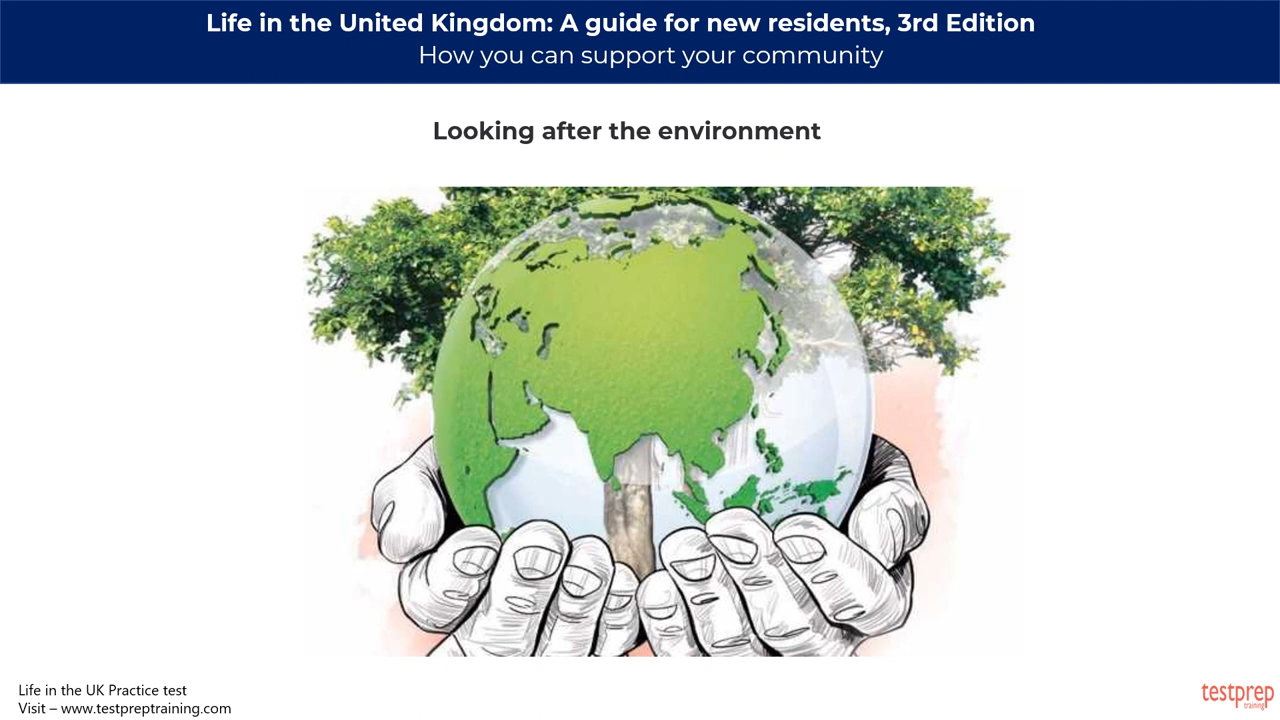 Life in the United Kingdom: A guide for new residents, 3rd Edition
How you can support your community
Looking after the environment
Life in the UK Practice test
Visit – www.testpreptraining.com
testprep
training